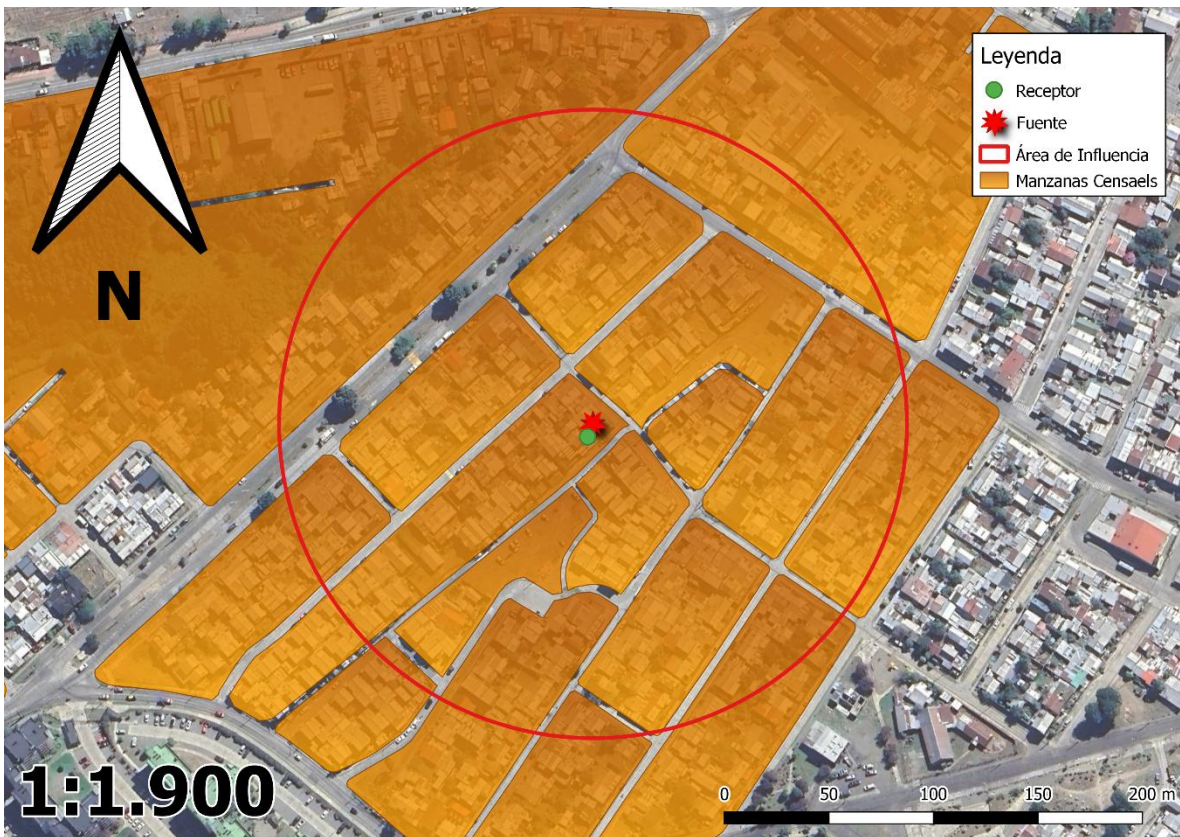 Leyenda
Receptor
Fuente
Área de Influencia
Manzanas Censaels
N
1:1.900
0 50 100 150 200 m